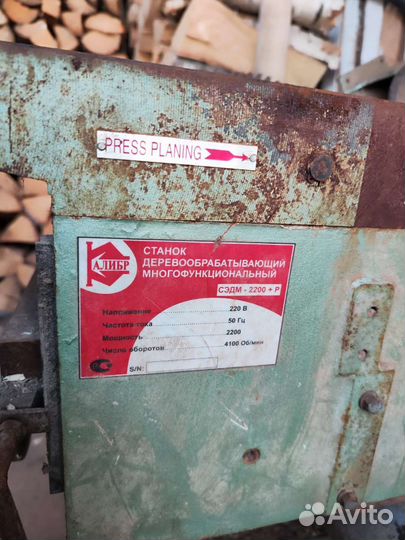 PRESS PLANING
КАЛИБР
СТАНОК
ДЕРЕВООБРАБАТЫВАЮЩИЙ
МНОГОФУНКЦИОНАЛЬНЫЙ
СЭДМ - 2200 + Р
Напряжение 220 В
Частота тока 50 Гц
Мощность 2200
Число оборотов 4100 Об/мин
S/N:
Avito